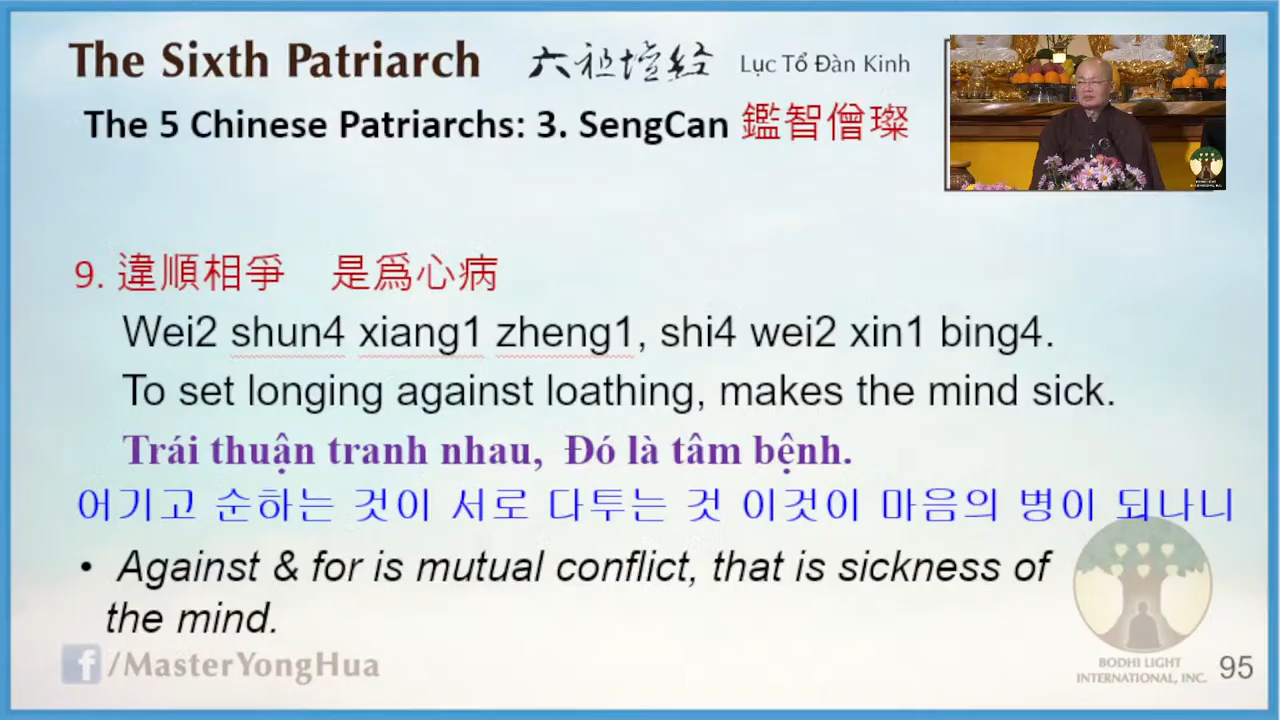 The Sixth Patriarch 六祖壇経 Lục Tổ Đàn Kinh
The 5 Chinese Patriarchs: 3. SengCan 鑑智僧璨
9. 違順相爭 是爲心病
Wei2 shun4 xiang1 zheng1, shi4 wei2 xin1 bing4.
To set longing against loathing, makes the mind sick.
Trái thuận tranh nhau, Đó là tâm bệnh.
어기고 순하는 것이 서로 다투는 것 이것이 마음의 병이 되나니
• Against & for is mutual conflict, that is sickness of
the mind.
f/MasterYongHua
BODHI LIGHT
INTERNATIONAL, INC.
95